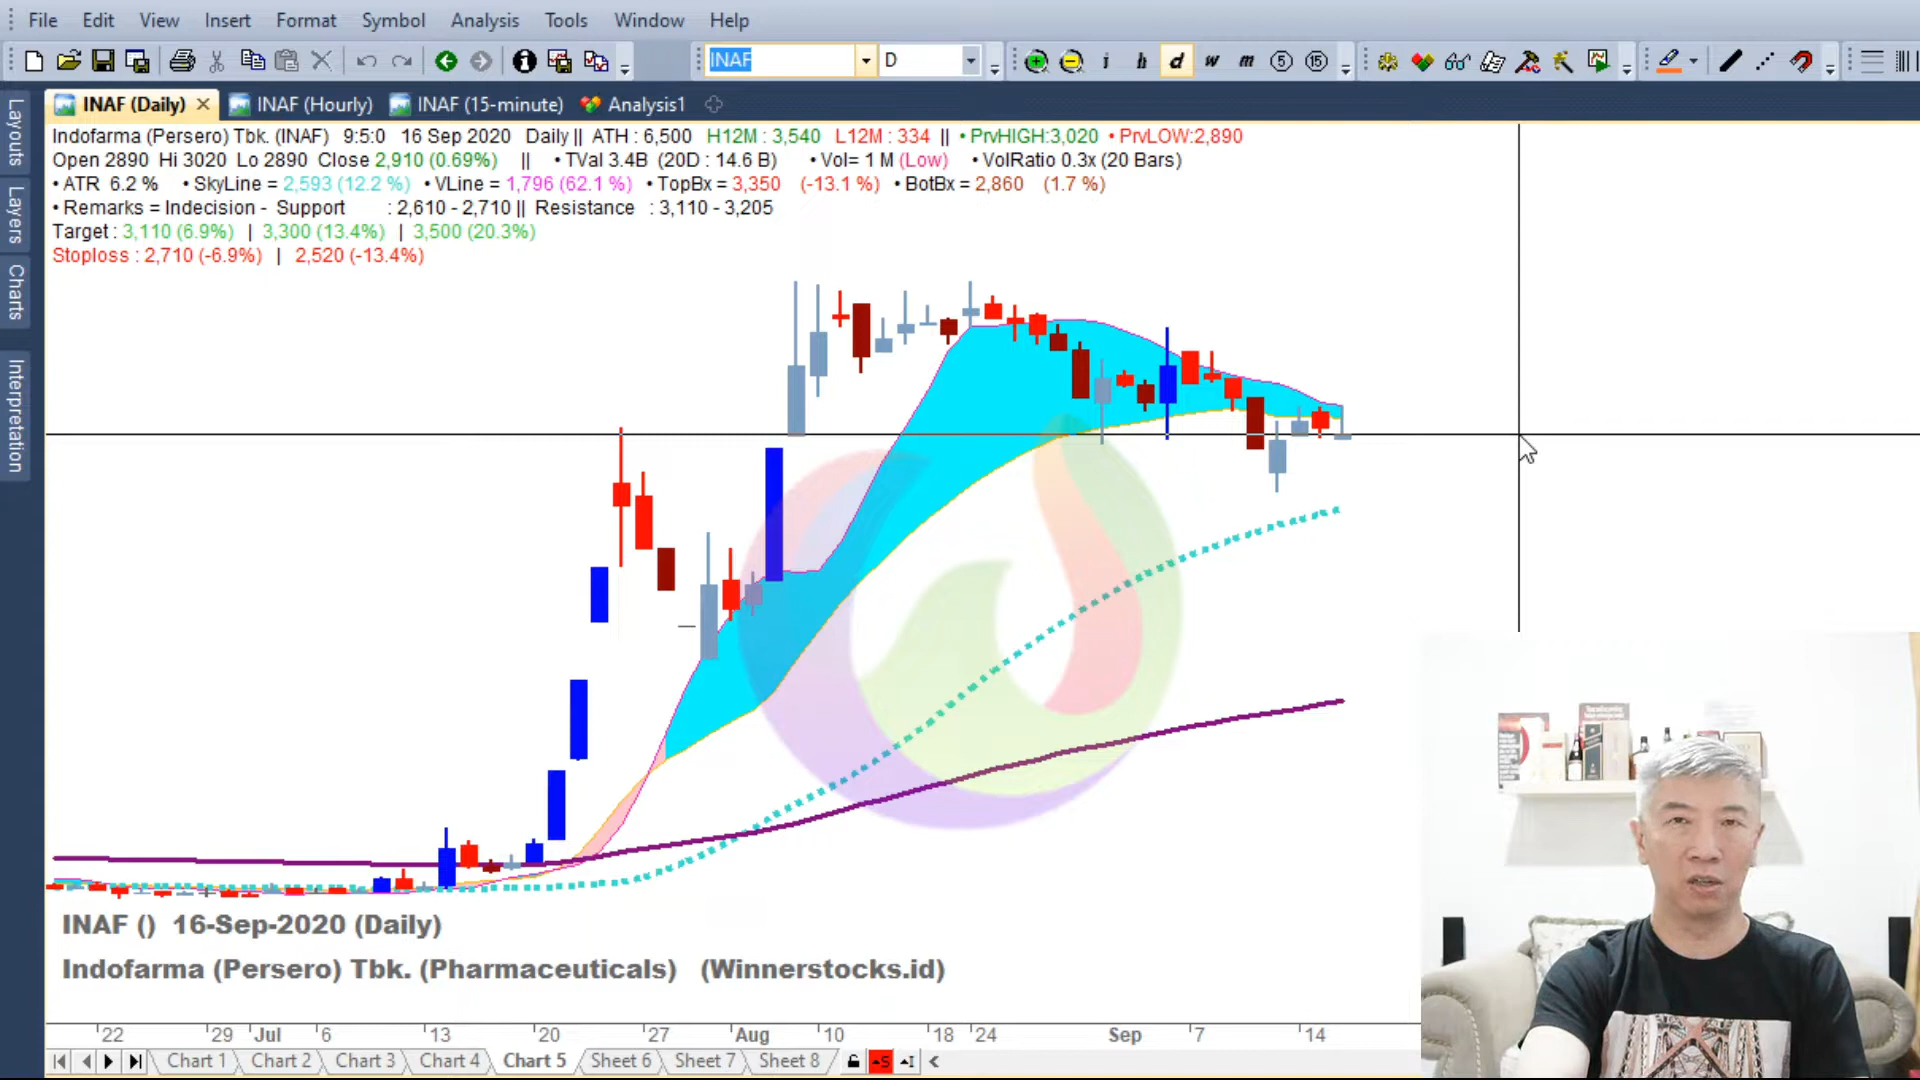 File Edit View Insert Format Symbol Analysis Tools Window Help
INAF D i h d w m 5 15
INAF (Daily) INAF (Hourly) INAF (15-minute) Analysis1
Layouts
Layers
Charts
Interpretation
Indofarma (Persero) Tbk. (INAF) 9:5:0 16 Sep 2020 Daily || ATH : 6,500 H12M : 3,540 L12M : 334 || • PrvHIGH:3,020 • PrvLOW:2,890
Open 2890 Hi 3020 Lo 2890 Close 2,910 (0.69%) || • TVal 3.4B (20D : 14.6 B) • Vol= 1 M (Low) • VolRatio 0.3x (20 Bars)
• ATR 6.2 % • SkyLine = 2,593 (12.2 %) • VLine = 1,796 (62.1 %) • TopBx = 3,350 (-13.1 %) • BotBx = 2,860 (1.7 %)
• Remarks = Indecision - Support : 2,610 - 2,710 || Resistance : 3,110 - 3,205
Target : 3,110 (6.9%) | 3,300 (13.4%) | 3,500 (20.3%)
Stoploss : 2,710 (-6.9%) | 2,520 (-13.4%)
INAF () 16-Sep-2020 (Daily)
Indofarma (Persero) Tbk. (Pharmaceuticals) (Winnerstocks.id)
22 29 Jul 6 13 20 27 Aug 10 18 24 Sep 7 14
Chart 1 Chart 2 Chart 3 Chart 4 Chart 5 Sheet 6 Sheet 7 Sheet 8 S I